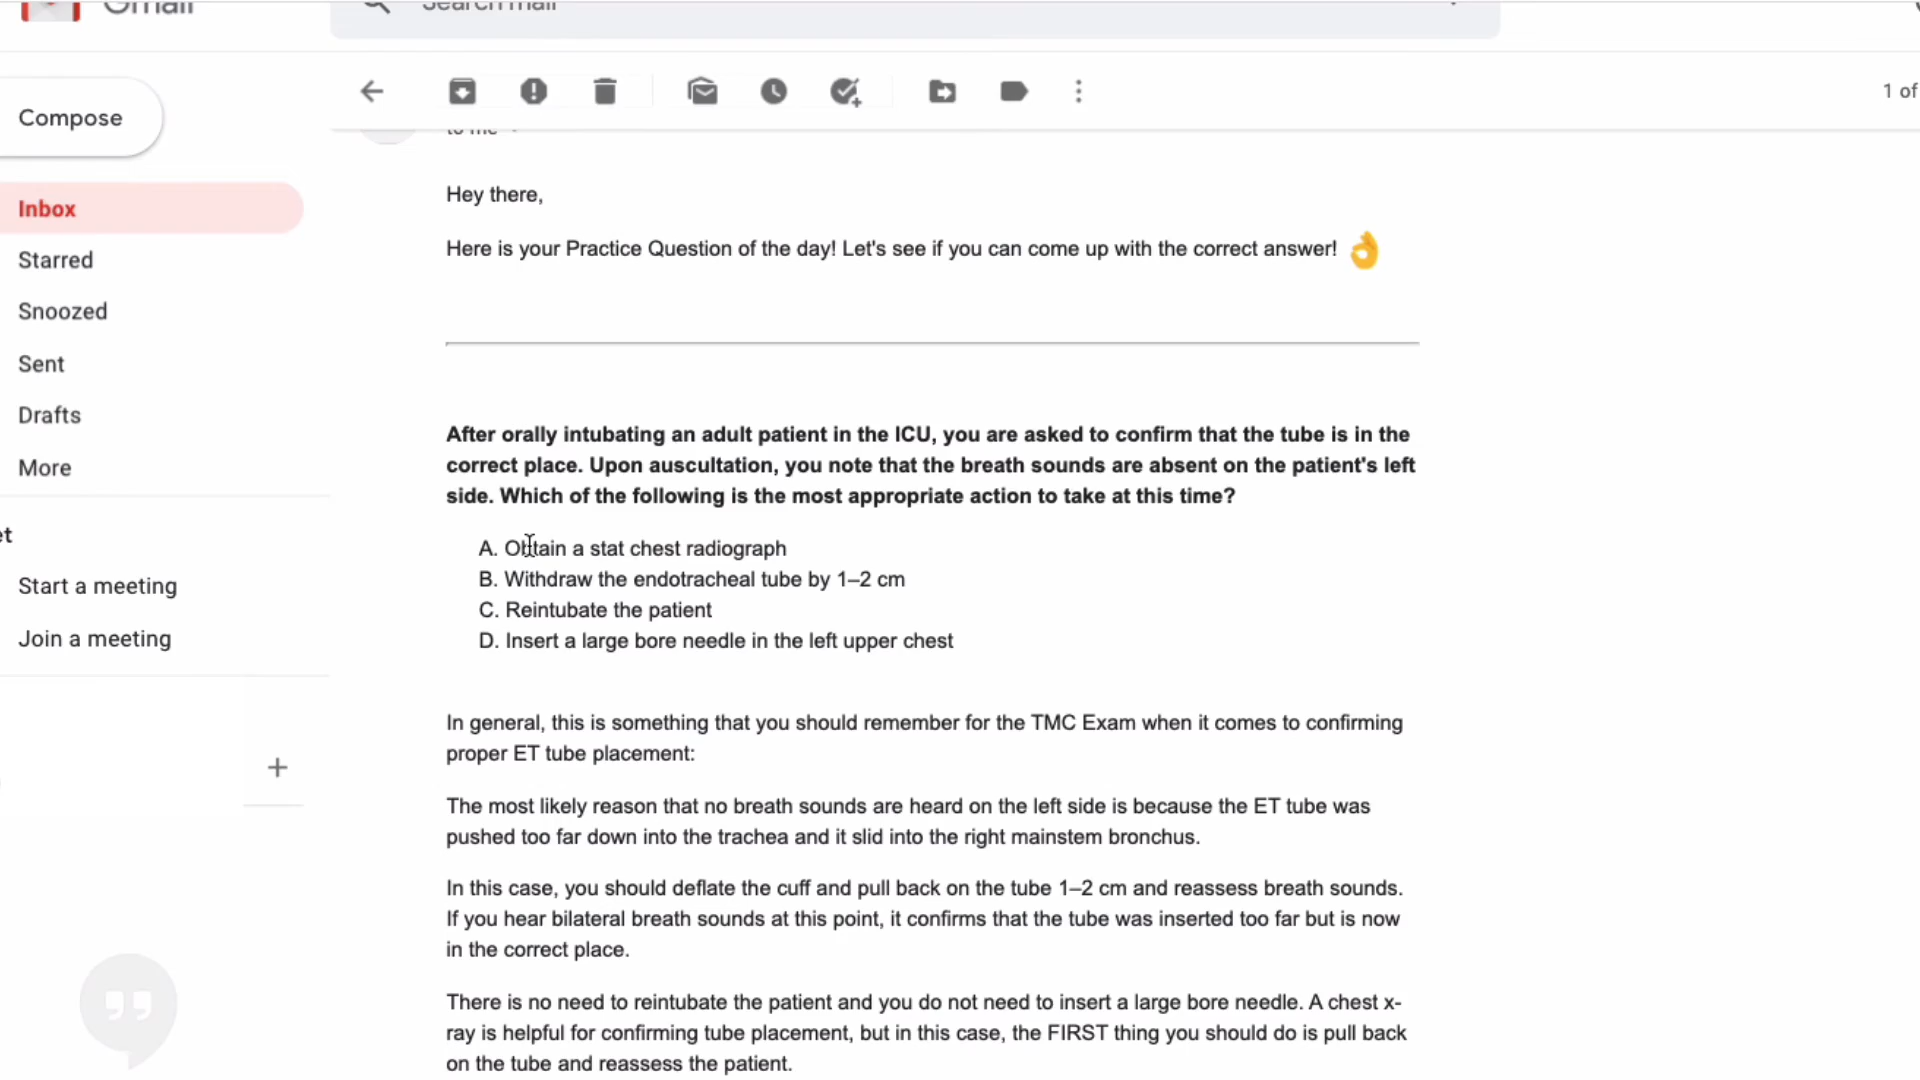 Gmail
Search mail
Compose
1 of
to me
Inbox
Starred
Snoozed
Sent
Drafts
More
et
Start a meeting
Join a meeting
Hey there,
Here is your Practice Question of the day! Let's see if you can come up with the correct answer! 👌
After orally intubating an adult patient in the ICU, you are asked to confirm that the tube is in the
correct place. Upon auscultation, you note that the breath sounds are absent on the patient's left
side. Which of the following is the most appropriate action to take at this time?
A. Obtain a stat chest radiograph
B. Withdraw the endotracheal tube by 1–2 cm
C. Reintubate the patient
D. Insert a large bore needle in the left upper chest
In general, this is something that you should remember for the TMC Exam when it comes to confirming
proper ET tube placement:
The most likely reason that no breath sounds are heard on the left side is because the ET tube was
pushed too far down into the trachea and it slid into the right mainstem bronchus.
In this case, you should deflate the cuff and pull back on the tube 1–2 cm and reassess breath sounds.
If you hear bilateral breath sounds at this point, it confirms that the tube was inserted too far but is now
in the correct place.
There is no need to reintubate the patient and you do not need to insert a large bore needle. A chest x-
ray is helpful for confirming tube placement, but in this case, the FIRST thing you should do is pull back
on the tube and reassess the patient.